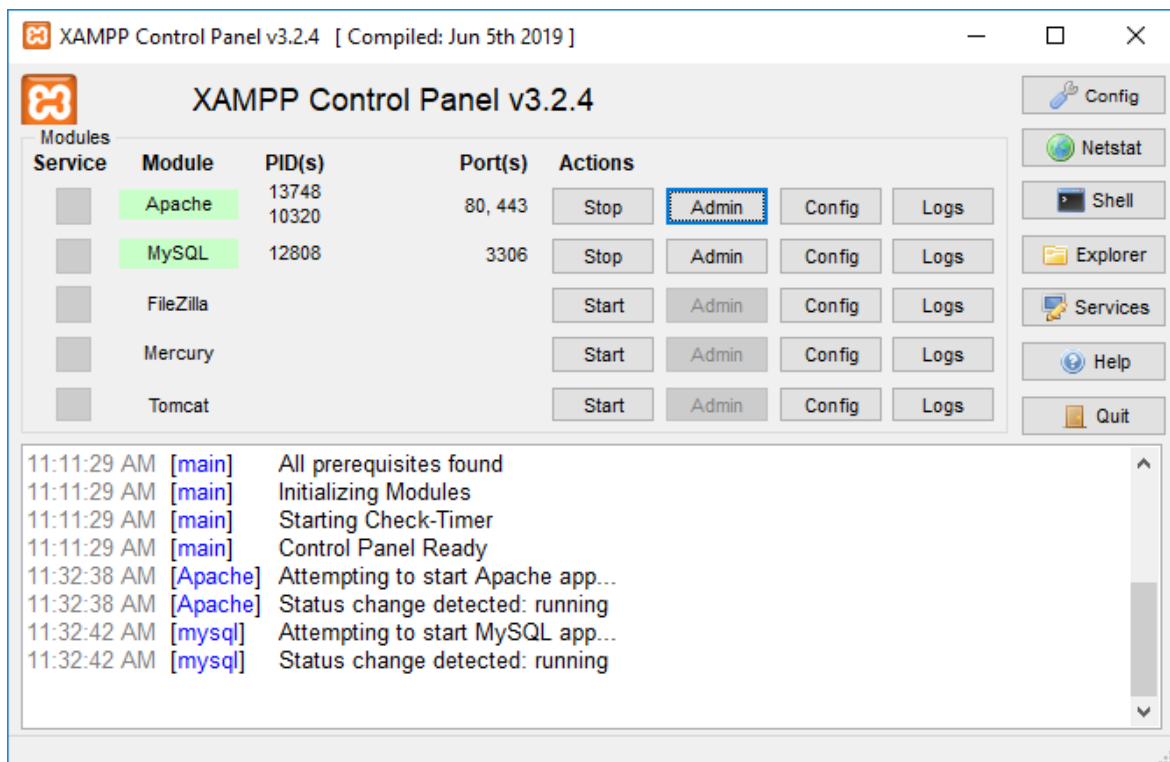 XAMPP Control Panel v3.2.4 [ Compiled: Jun 5th 2019 ]
XAMPP Control Panel v3.2.4
Config
Modules
Service Module PID(s) Port(s) Actions
Netstat
Apache 13748 10320 80, 443 Stop Admin Config Logs
Shell
MySQL 12808 3306 Stop Admin Config Logs
Explorer
FileZilla Start Admin Config Logs
Services
Mercury Start Admin Config Logs
Help
Tomcat Start Admin Config Logs
Quit
11:11:29 AM [main] All prerequisites found
11:11:29 AM [main] Initializing Modules
11:11:29 AM [main] Starting Check-Timer
11:11:29 AM [main] Control Panel Ready
11:32:38 AM [Apache] Attempting to start Apache app...
11:32:38 AM [Apache] Status change detected: running
11:32:42 AM [mysql] Attempting to start MySQL app...
11:32:42 AM [mysql] Status change detected: running